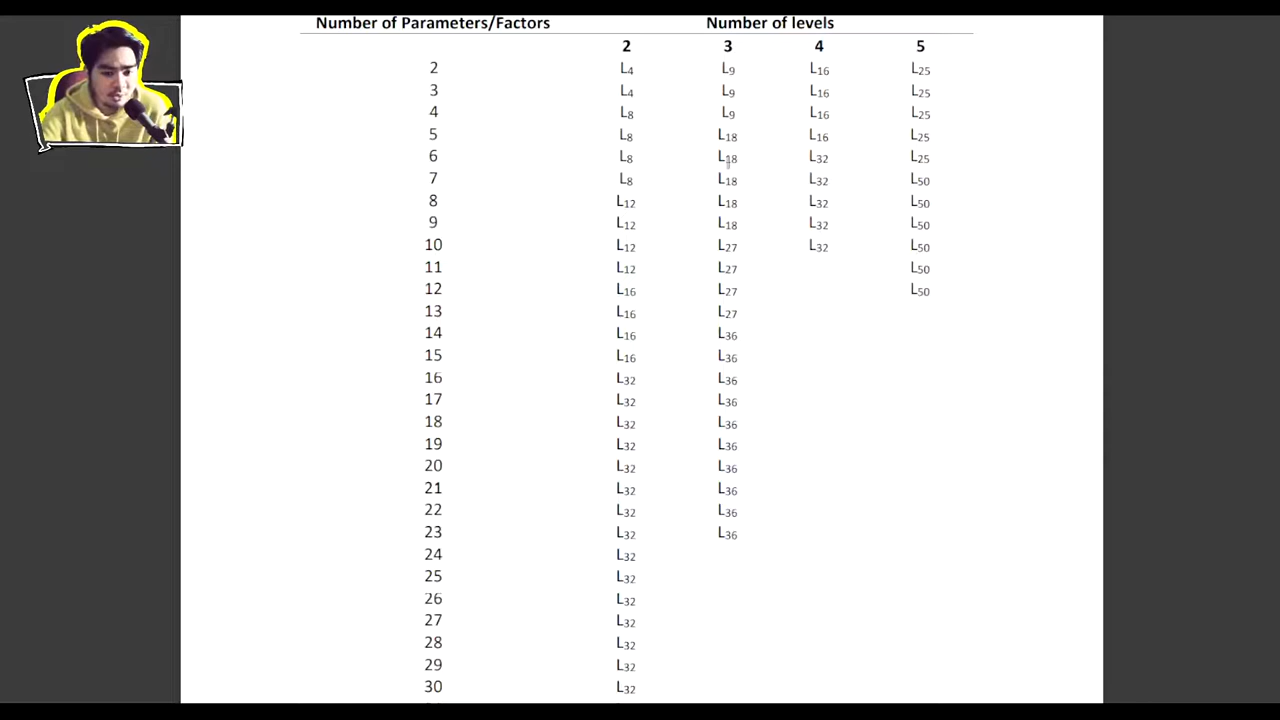 Number of Parameters/Factors Number of levels
2 3 4 5
2 L4 L9 L16 L25
3 L4 L9 L16 L25
4 L8 L9 L16 L25
5 L8 L18 L16 L25
6 L8 L18 L32 L25
7 L8 L18 L32 L50
8 L12 L18 L32 L50
9 L12 L18 L32 L50
10 L12 L27 L32 L50
11 L12 L27 L50
12 L16 L27 L50
13 L16 L27
14 L16 L36
15 L16 L36
16 L32 L36
17 L32 L36
18 L32 L36
19 L32 L36
20 L32 L36
21 L32 L36
22 L32 L36
23 L32 L36
24 L32
25 L32
26 L32
27 L32
28 L32
29 L32
30 L32